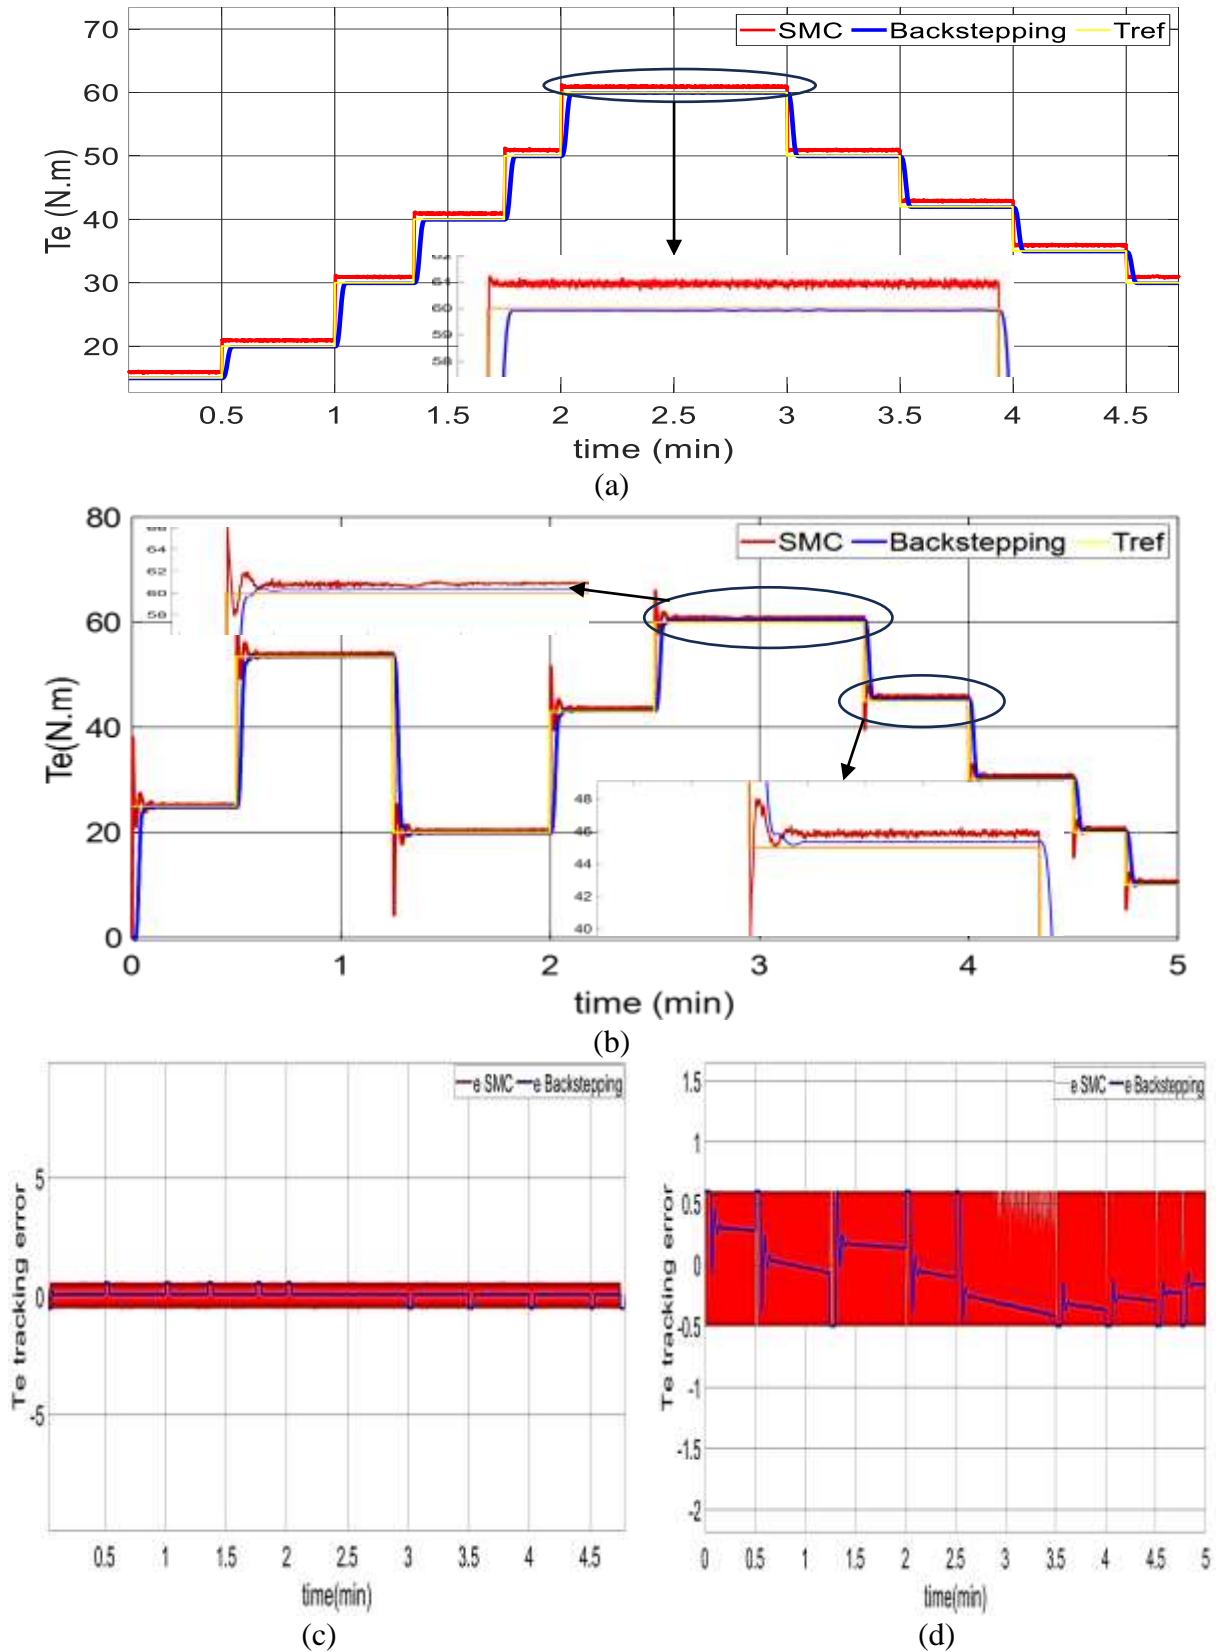 70
60
50
40
30
20
Te (N.m)
SMC Backstepping Tref
62
61
60
59
58
0.5 1 1.5 2 2.5 3 3.5 4 4.5
time (min)
(a)
80
60
40
20
0
Te(N.m)
SMC Backstepping Tref
66
64
62
60
58
48
46
44
42
40
0 1 2 3 4 5
time (min)
(b)
e SMC e Backstepping
5
0
-5
Te tracking error
0.5 1 1.5 2 2.5 3 3.5 4 4.5
time(min)
(c)
e SMC e Backstepping
1.5
1
0.5
0
-0.5
-1
-1.5
-2
Te tracking error
0 0.5 1 1.5 2 2.5 3 3.5 4 4.5 5
time(min)
(d)